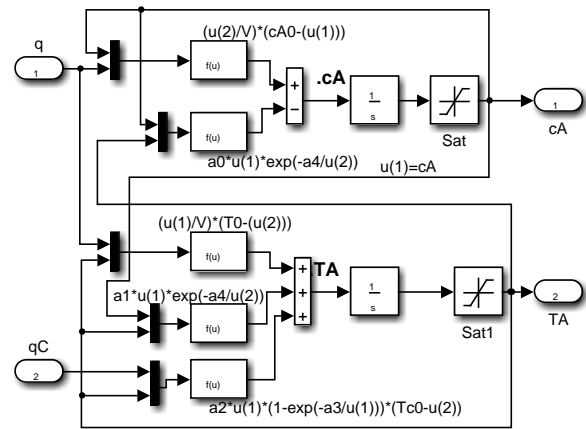 (u(2)/V)*(cA0-(u(1)))
q
1
f(u)
+
−
.cA
1
s
Sat
1
cA
f(u)
a0*u(1)*exp(-a4/u(2))
u(1)=cA
(u(1)/V)*(T0-(u(2)))
f(u)
+
+
+
.TA
1
s
Sat1
2
TA
a1*u(1)*exp(-a4/u(2))
f(u)
qC
2
f(u)
a2*u(1)*(1-exp(-a3/u(1)))*(Tc0-u(2))